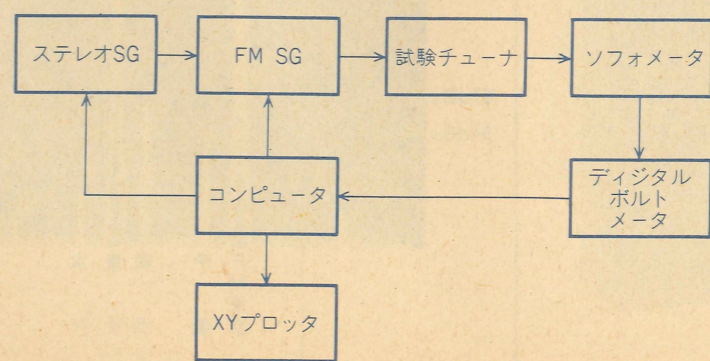 ステレオSG
FM SG
試験チューナ
ソフォメータ
コンピュータ
ディジタル
ボルト
メータ
XYプロッタ